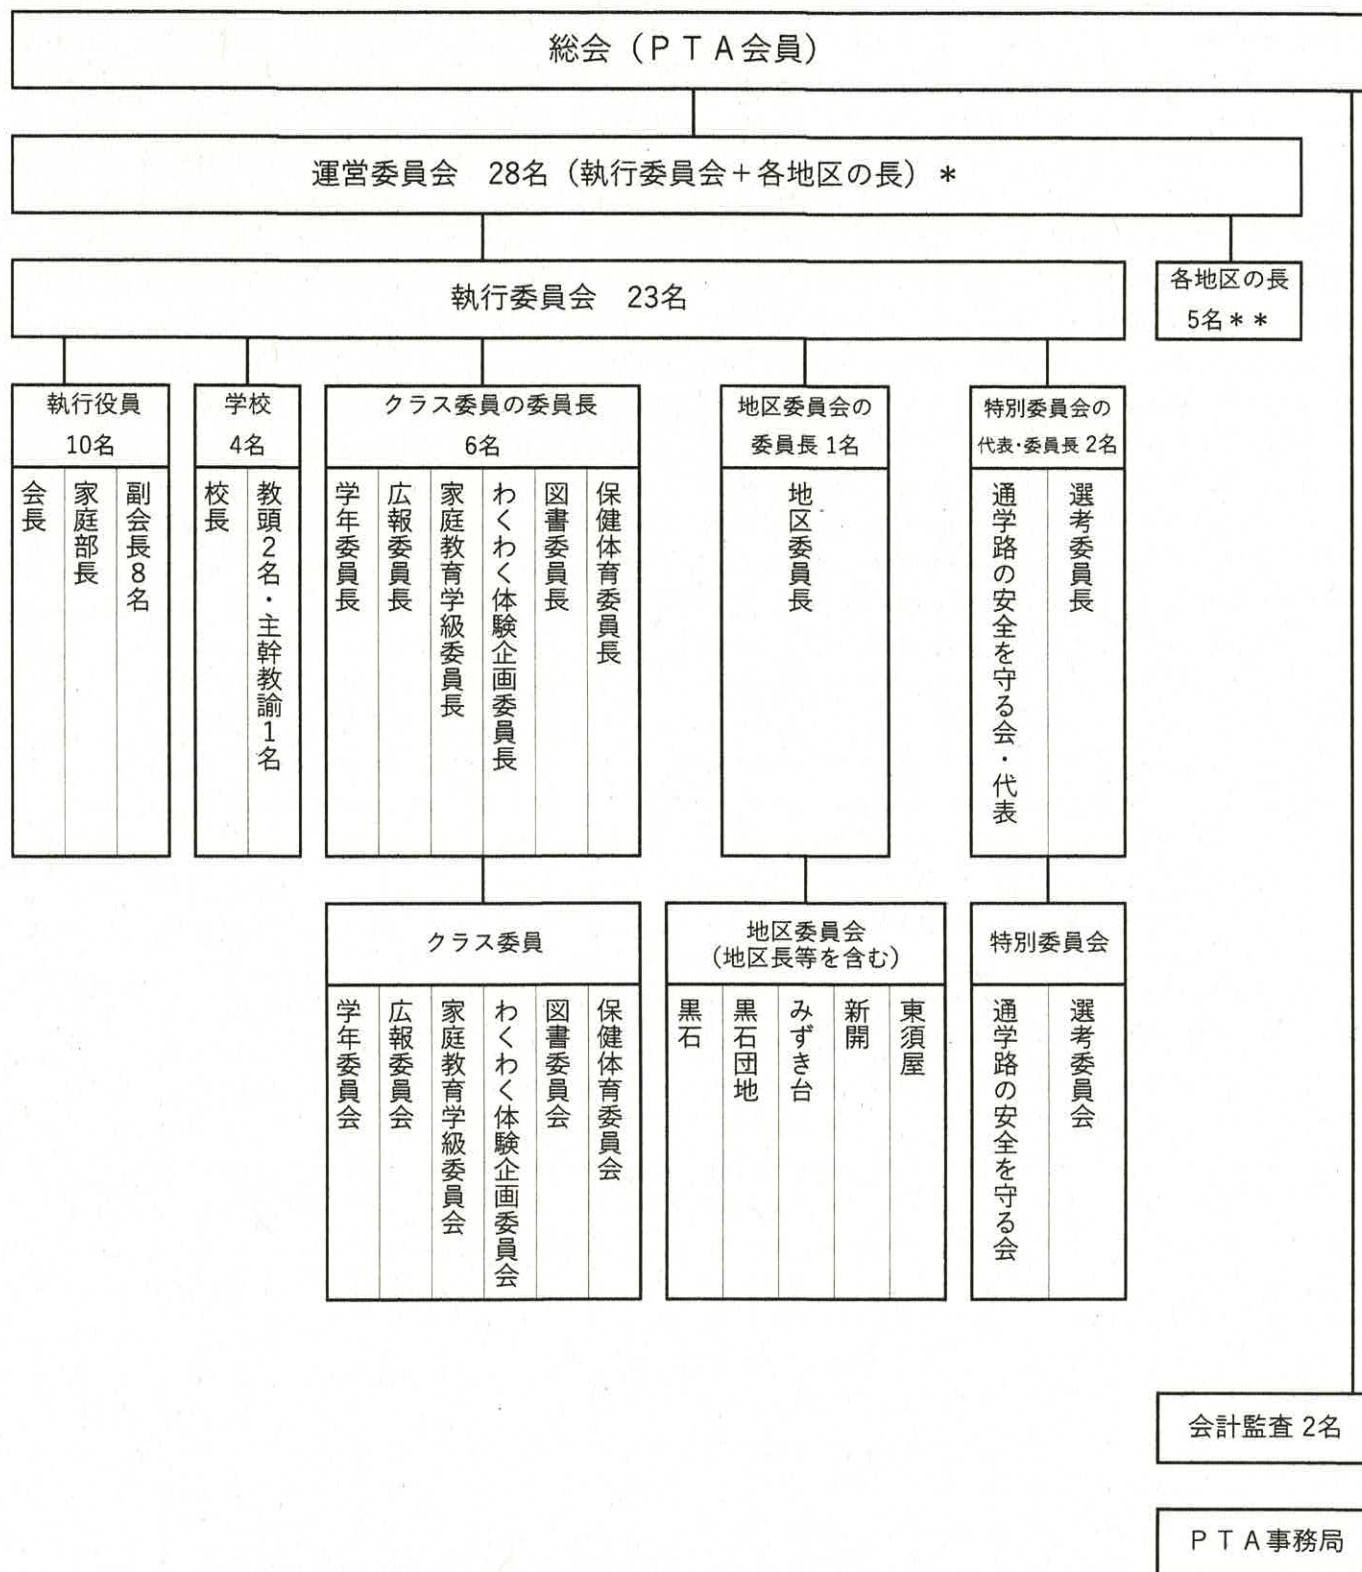 総会（ＰＴＡ会員）
運営委員会　28名（執行委員会＋各地区の長）＊
執行委員会　23名
各地区の長
5名＊＊
執行役員
10名
会長
家庭部長
副会長8名
学校
4名
校長
教頭2名・主幹教諭1名
クラス委員の委員長
6名
学年委員長
広報委員長
家庭教育学級委員長
わくわく体験企画委員長
図書委員長
保健体育委員長
地区委員会の
委員長 1名
地区委員長
特別委員会の
代表・委員長 2名
通学路の安全を守る会・代表
選考委員長
クラス委員
学年委員会
広報委員会
家庭教育学級委員会
わくわく体験企画委員会
図書委員会
保健体育委員会
地区委員会
（地区長等を含む）
黒石
黒石団地
みずき台
新開
東須屋
特別委員会
通学路の安全を守る会
選考委員会
会計監査 2名
ＰＴＡ事務局